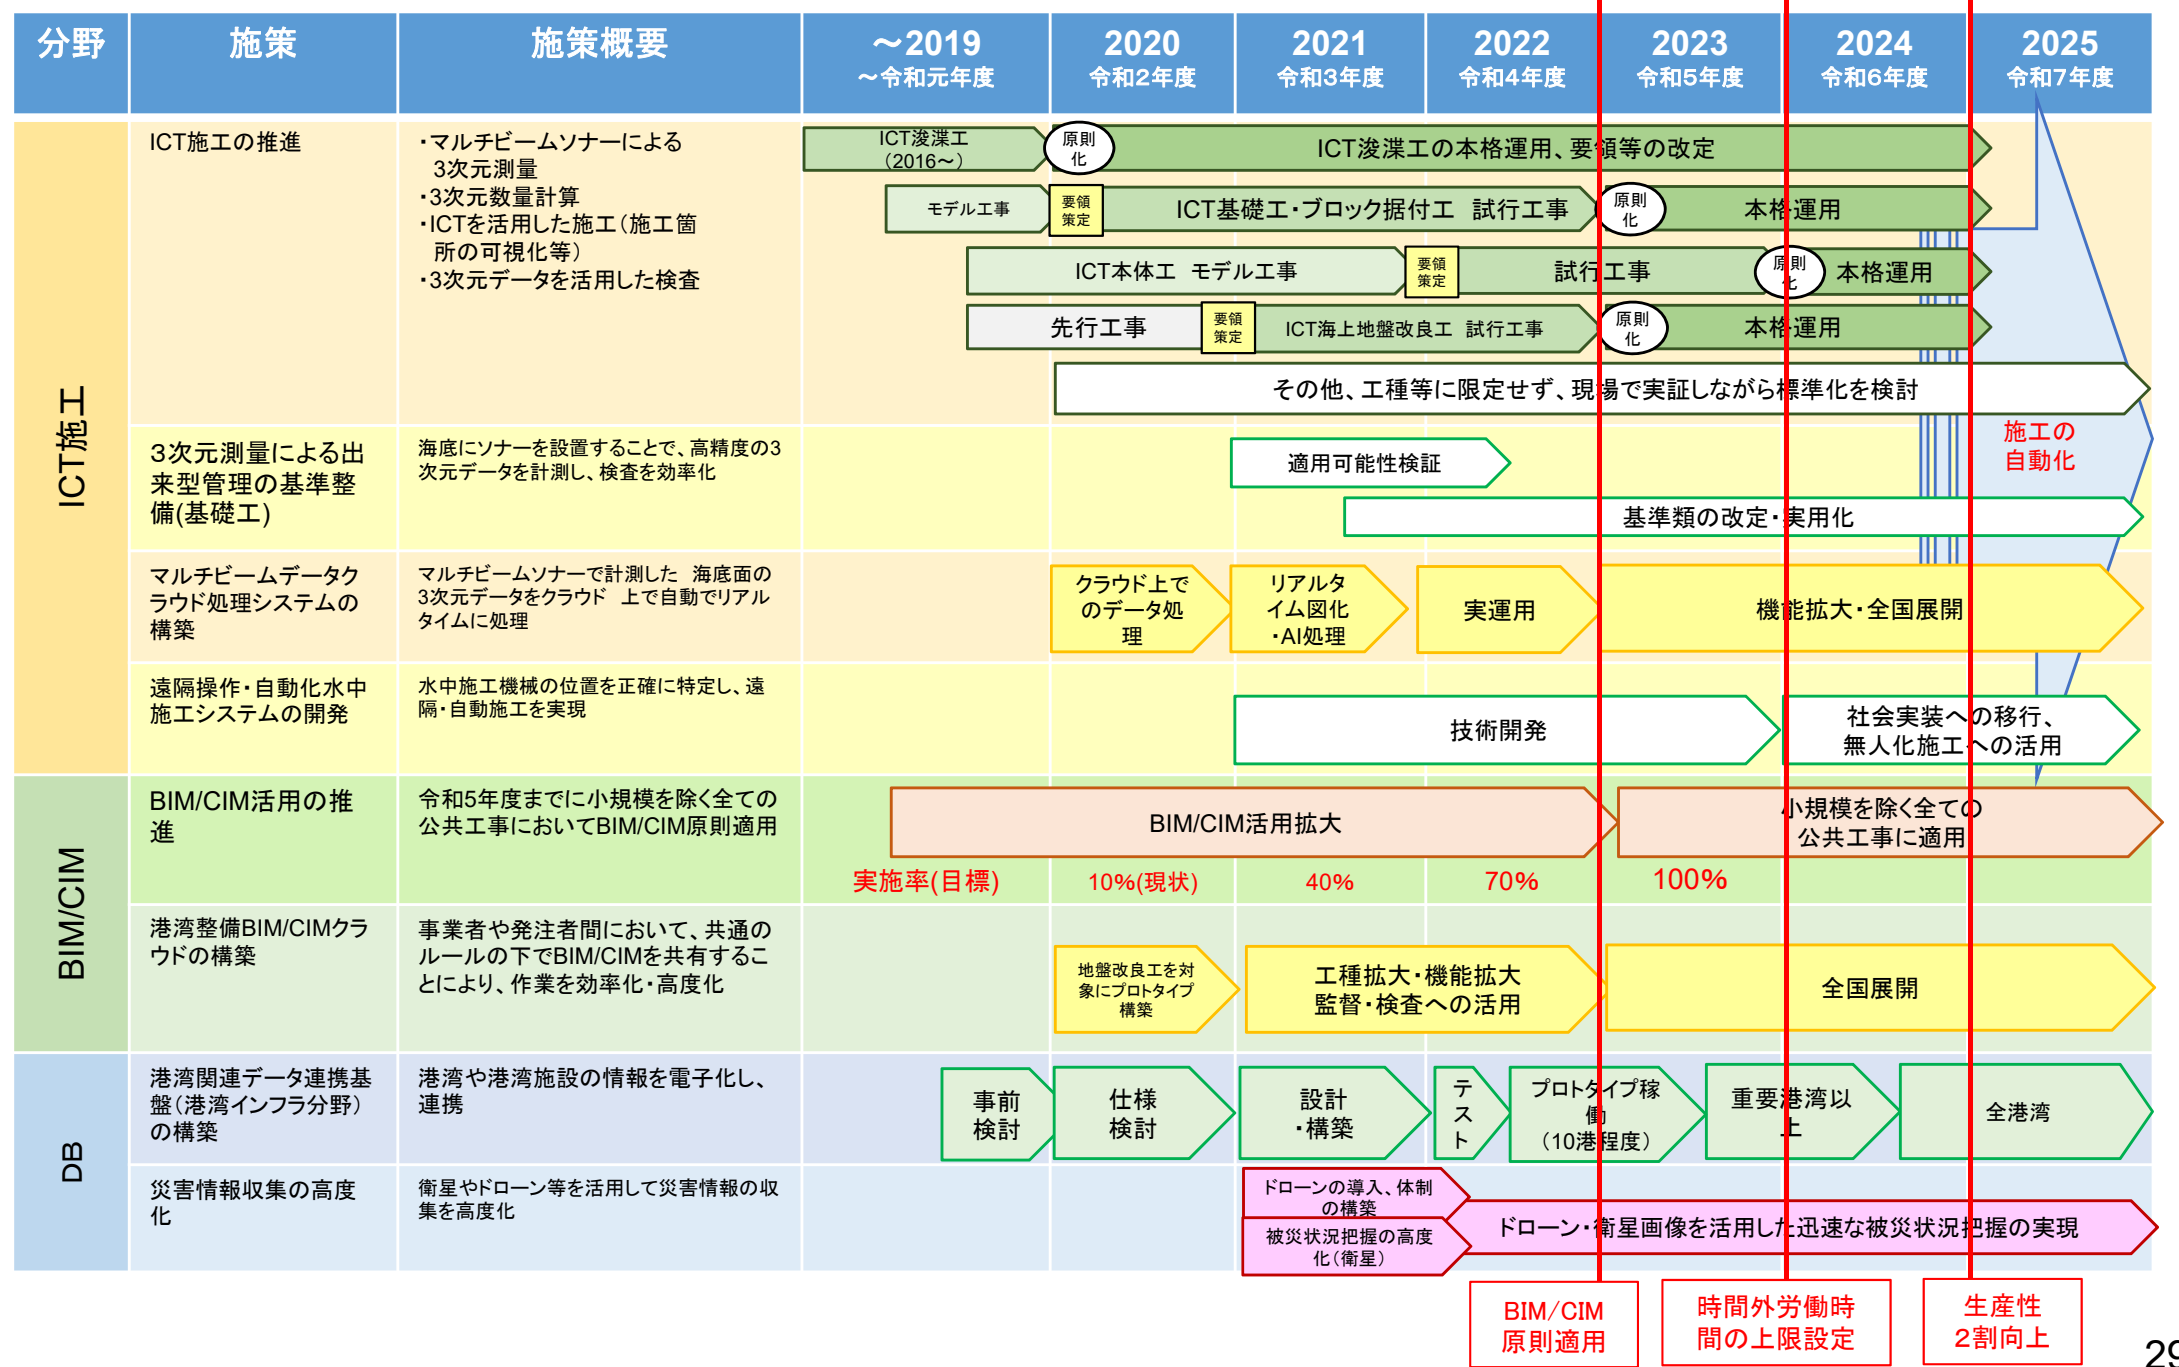 分野
施策
施策概要
～2019
～令和元年度
2020
令和2年度
2021
令和3年度
2022
令和4年度
2023
令和5年度
2024
令和6年度
2025
令和7年度
ICT施工
ICT施工の推進
・マルチビームソナーによる
3次元測量
・3次元数量計算
・ICTを活用した施工（施工箇
所の可視化等）
・3次元データを活用した検査
ICT浚渫工
（2016～）
原則
化
ICT浚渫工の本格運用、要領等の改定
モデル工事
要領
策定
ICT基礎工・ブロック据付工　試行工事
原則
化
本格運用
ICT本体工　モデル工事
要領
策定
試行工事
原則
化
本格運用
先行工事
要領
策定
ICT海上地盤改良工　試行工事
原則
化
本格運用
その他、工種等に限定せず、現場で実証しながら標準化を検討
施工の
自動化
３次元測量による出
来型管理の基準整
備(基礎工)
海底にソナーを設置することで、高精度の3
次元データを計測し、検査を効率化
適用可能性検証
基準類の改定・実用化
マルチビームデータク
ラウド処理システムの
構築
マルチビームソナーで計測した　海底面の
3次元データをクラウド　上で自動でリアル
タイムに処理
クラウド上で
のデータ処
理
リアルタ
イム図化
・AI処理
実運用
機能拡大・全国展開
遠隔操作・自動化水中
施工システムの開発
水中施工機械の位置を正確に特定し、遠
隔・自動施工を実現
技術開発
社会実装への移行、
無人化施工への活用
BIM/CIM
BIM/CIM活用の推
進
令和5年度までに小規模を除く全ての
公共工事においてBIM/CIM原則適用
BIM/CIM活用拡大
小規模を除く全ての
公共工事に適用
実施率(目標)
10%(現状)
40%
70%
100%
港湾整備BIM/CIMクラ
ウドの構築
事業者や発注者間において、共通の
ルールの下でBIM/CIMを共有するこ
とにより、作業を効率化・高度化
地盤改良工を対
象にプロトタイプ
構築
工種拡大・機能拡大
監督・検査への活用
全国展開
DB
港湾関連データ連携基
盤（港湾インフラ分野）
の構築
港湾や港湾施設の情報を電子化し、
連携
事前
検討
仕様
検討
設計
・構築
テ
ス
ト
プロトタイプ稼
働
（10港程度）
重要港湾以
上
全港湾
災害情報収集の高度
化
衛星やドローン等を活用して災害情報の収
集を高度化
ドローンの導入、体制
の構築
被災状況把握の高度
化（衛星）
ドローン・衛星画像を活用した迅速な被災状況把握の実現
BIM/CIM
原則適用
時間外労働時
間の上限設定
生産性
２割向上
29